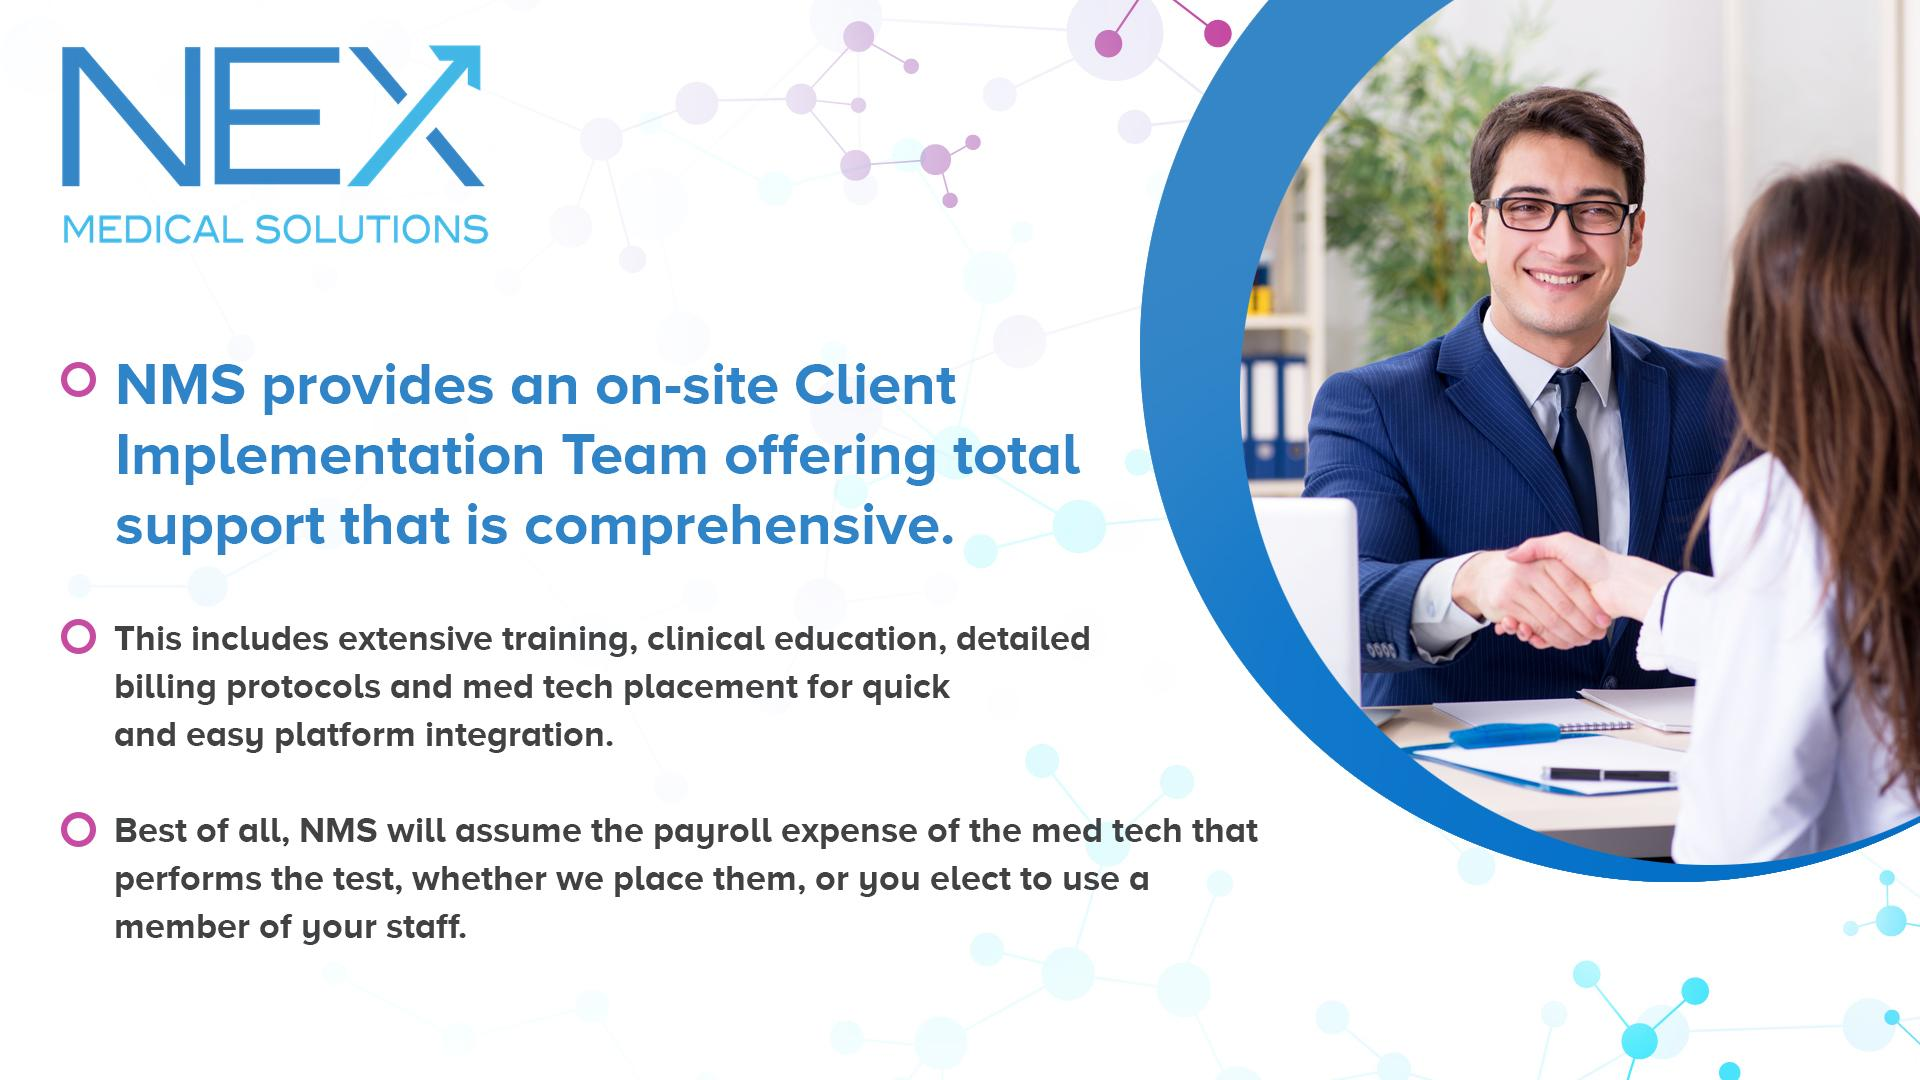 NEX
MEDICAL SOLUTIONS
NMS provides an on-site Client
Implementation Team offering total
support that is comprehensive.
This includes extensive training, clinical education, detailed
billing protocols and med tech placement for quick
and easy platform integration.
Best of all, NMS will assume the payroll expense of the med tech that
performs the test, whether we place them, or you elect to use a
member of your staff.